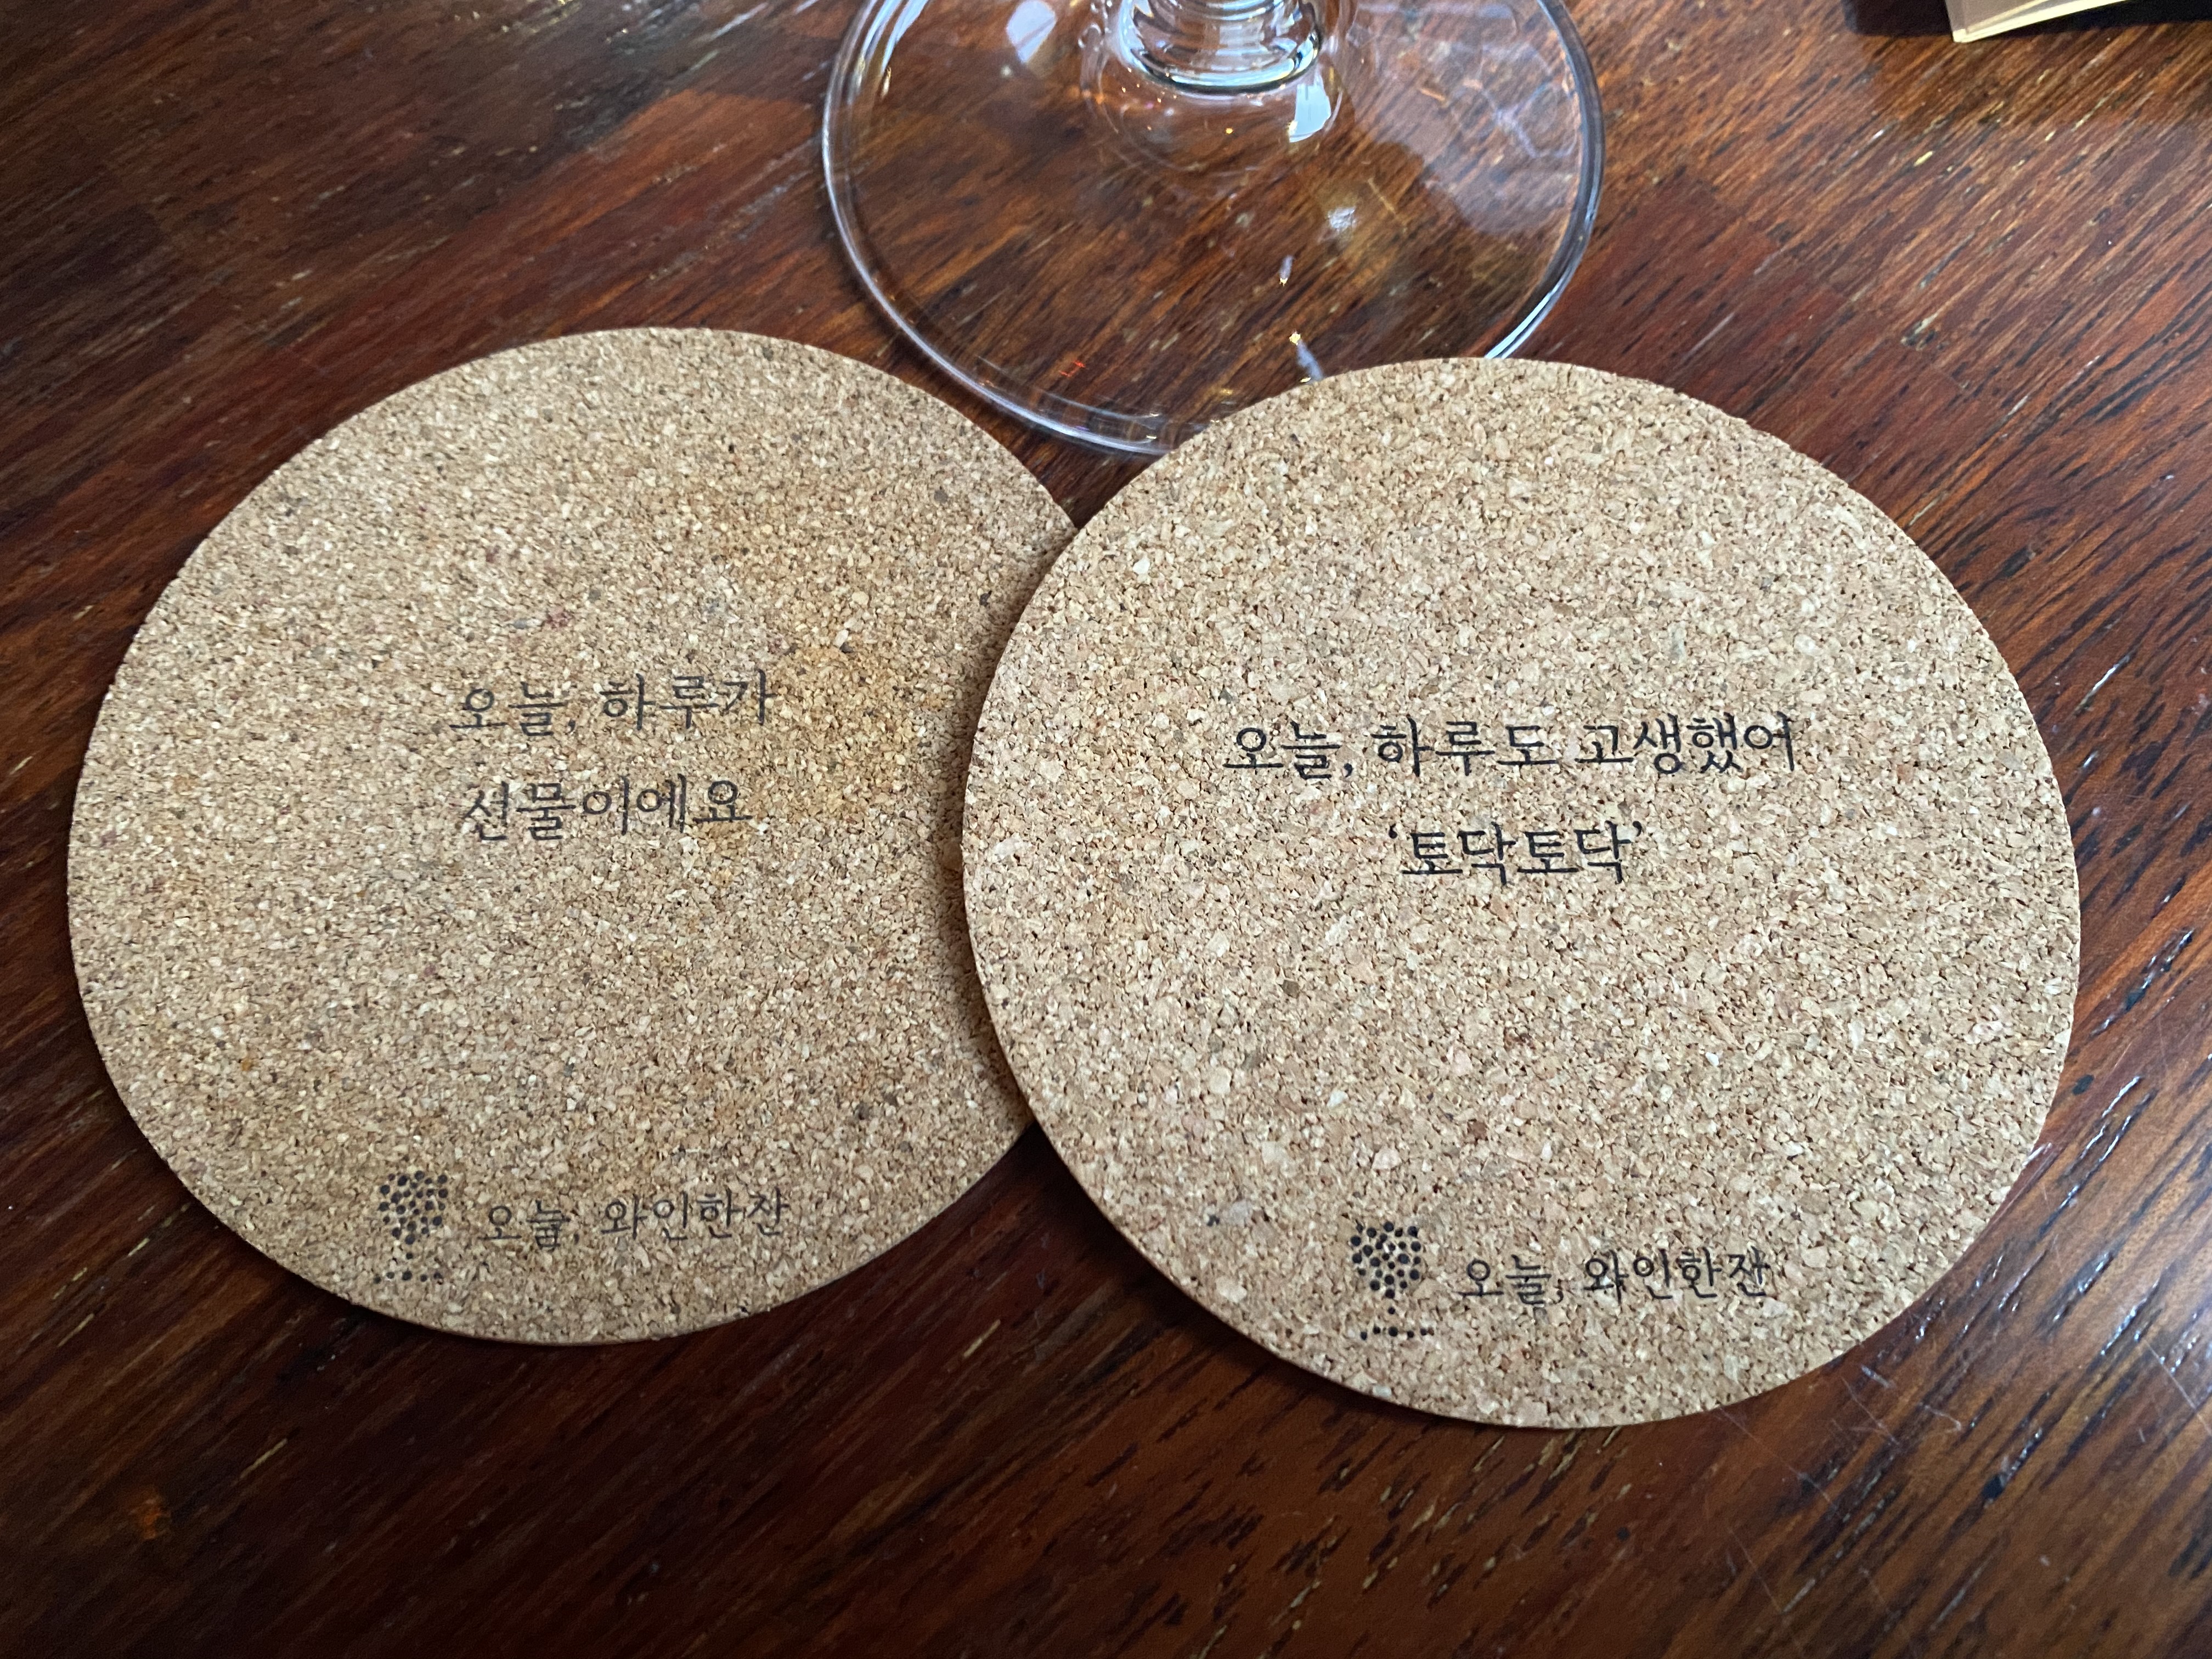 오늘, 하루가
선물이에요
오늘, 와인한잔
오늘, 하루도 고생했어
‘토닥토닥’
오늘, 와인한잔